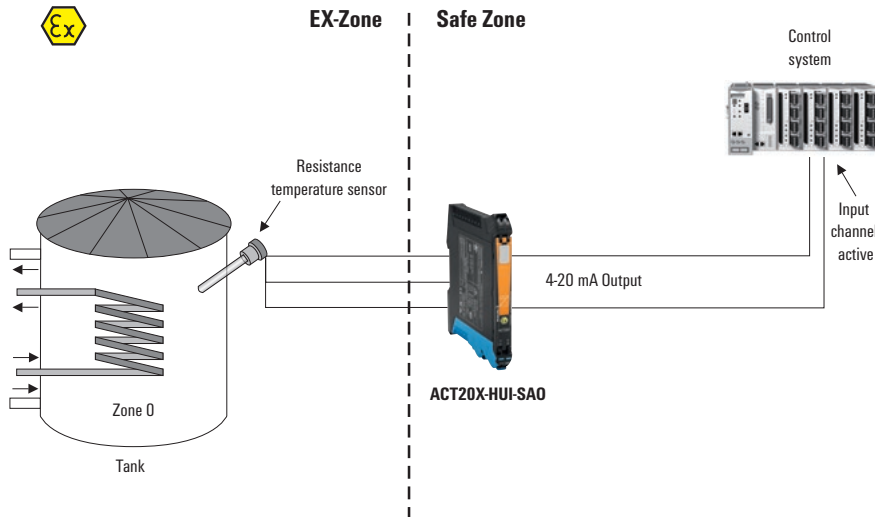 Ex
EX-Zone
Safe Zone
Control
system
Resistance
temperature sensor
Input
channel
active
4-20 mA Output
ACT20X-HUI-SAO
Zone 0
Tank